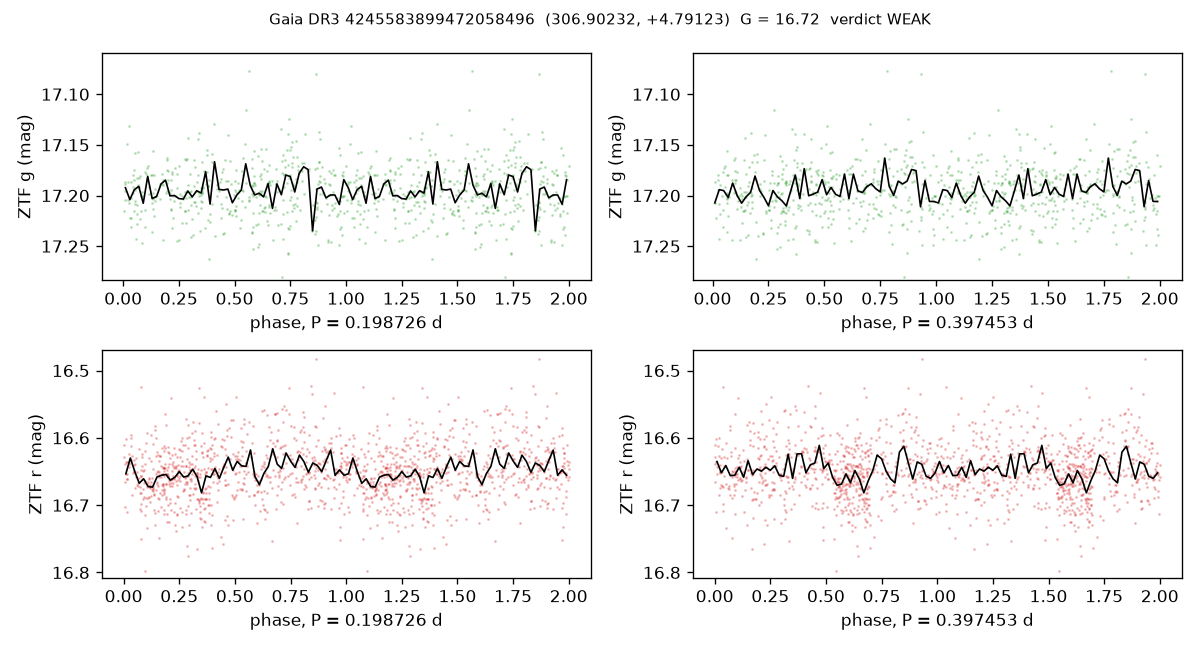 Gaia DR3 4245583899472058496 (306.90232, +4.79123) G = 16.72 verdict WEAK
ZTF g (mag)
17.10
17.15
17.20
17.25
0.00 0.25 0.50 0.75 1.00 1.25 1.50 1.75 2.00
phase, P = 0.198726 d
ZTF g (mag)
17.10
17.15
17.20
17.25
0.00 0.25 0.50 0.75 1.00 1.25 1.50 1.75 2.00
phase, P = 0.397453 d
ZTF r (mag)
16.5
16.6
16.7
16.8
0.00 0.25 0.50 0.75 1.00 1.25 1.50 1.75 2.00
phase, P = 0.198726 d
ZTF r (mag)
16.5
16.6
16.7
16.8
0.00 0.25 0.50 0.75 1.00 1.25 1.50 1.75 2.00
phase, P = 0.397453 d